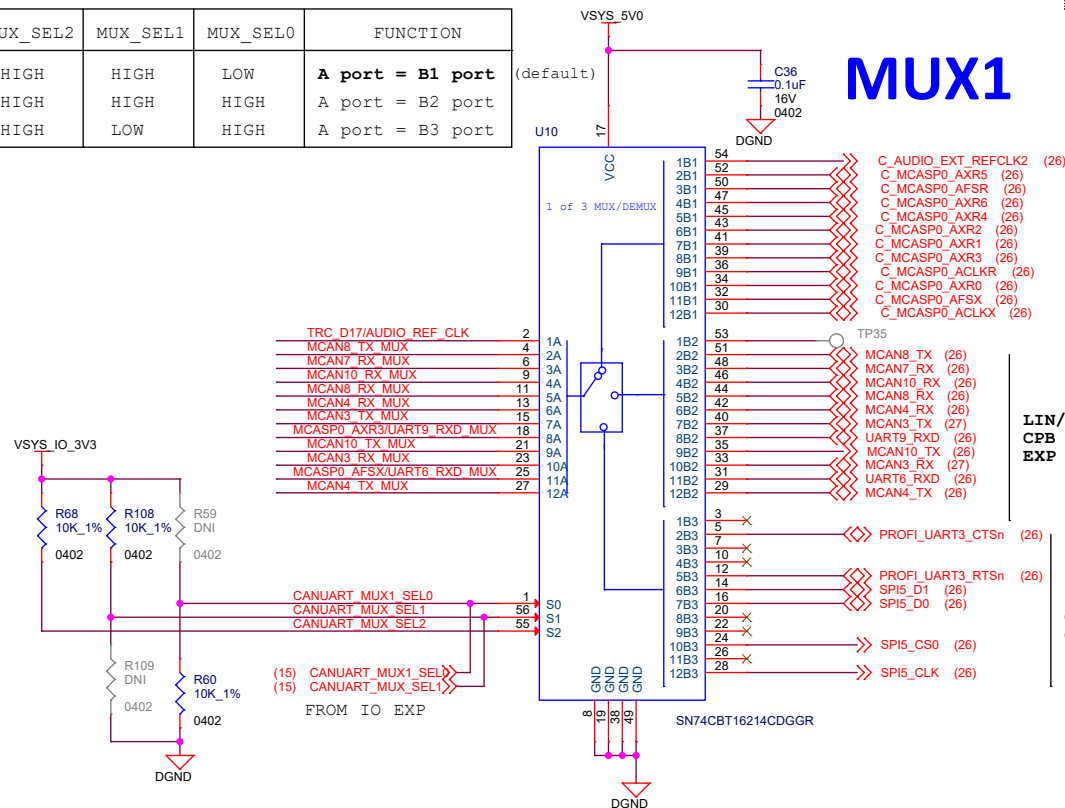 UX_SEL2 MUX_SEL1 MUX_SEL0 FUNCTION
HIGH HIGH LOW A port = B1 port (default)
HIGH HIGH HIGH A port = B2 port
HIGH LOW HIGH A port = B3 port
VSYS_5V0
C36
0.1uF
16V
0402
DGND
MUX1
U10
17
VCC
1 of 3 MUX/DEMUX
1B1 54 C_AUDIO_EXT_REFCLK2 (26)
2B1 52 C_MCASP0_AXR5 (26)
3B1 50 C_MCASP0_AFSR (26)
4B1 47 C_MCASP0_AXR6 (26)
5B1 45 C_MCASP0_AXR4 (26)
6B1 43 C_MCASP0_AXR2 (26)
7B1 41 C_MCASP0_AXR1 (26)
8B1 39 C_MCASP0_AXR3 (26)
9B1 36 C_MCASP0_ACLKR (26)
10B1 34 C_MCASP0_AXR0 (26)
11B1 32 C_MCASP0_AFSX (26)
12B1 30 C_MCASP0_ACLKX (26)
TRC_D17/AUDIO_REF_CLK 2 1A
MCAN8_TX_MUX 4 2A
MCAN7_RX_MUX 6 3A
MCAN10_RX_MUX 9 4A
MCAN8_RX_MUX 11 5A
MCAN4_RX_MUX 13 6A
MCAN3_TX_MUX 15 7A
MCASP0_AXR3/UART9_RXD_MUX 18 8A
MCAN10_TX_MUX 21 9A
MCAN3_RX_MUX 23 10A
MCASP0_AFSX/UART6_RXD_MUX 25 11A
MCAN4_TX_MUX 27 12A
1B2 53 TP35
2B2 51 MCAN8_TX (26)
3B2 48 MCAN7_RX (26)
4B2 46 MCAN10_RX (26)
5B2 44 MCAN8_RX (26)
6B2 42 MCAN4_RX (26)
7B2 40 MCAN3_TX (27)
8B2 37 UART9_RXD (26)
9B2 35 MCAN10_TX (26)
10B2 33 MCAN3_RX (27)
11B2 31 UART6_RXD (26)
12B2 29 MCAN4_TX (26)
LIN/
CPB
EXP
1B3 3
2B3 5 PROFI_UART3_CTSn (26)
3B3 7
4B3 10
5B3 12 PROFI_UART3_RTSn (26)
6B3 14 SPI5_D1 (26)
7B3 16 SPI5_D0 (26)
8B3 20
9B3 22
10B3 24 SPI5_CS0 (26)
11B3 26
12B3 28 SPI5_CLK (26)
VSYS_IO_3V3
R68
10K_1%
0402
R108
10K_1%
0402
R59
DNI
0402
CANUART_MUX1_SEL0 1 S0
CANUART_MUX_SEL1 56 S1
CANUART_MUX_SEL2 55 S2
R109
DNI
0402
R60
10K_1%
0402
(15) CANUART_MUX1_SEL0
(15) CANUART_MUX_SEL1
FROM IO EXP
DGND
GND GND GND GND
8 19 38 49
SN74CBT16214CDGGR
DGND